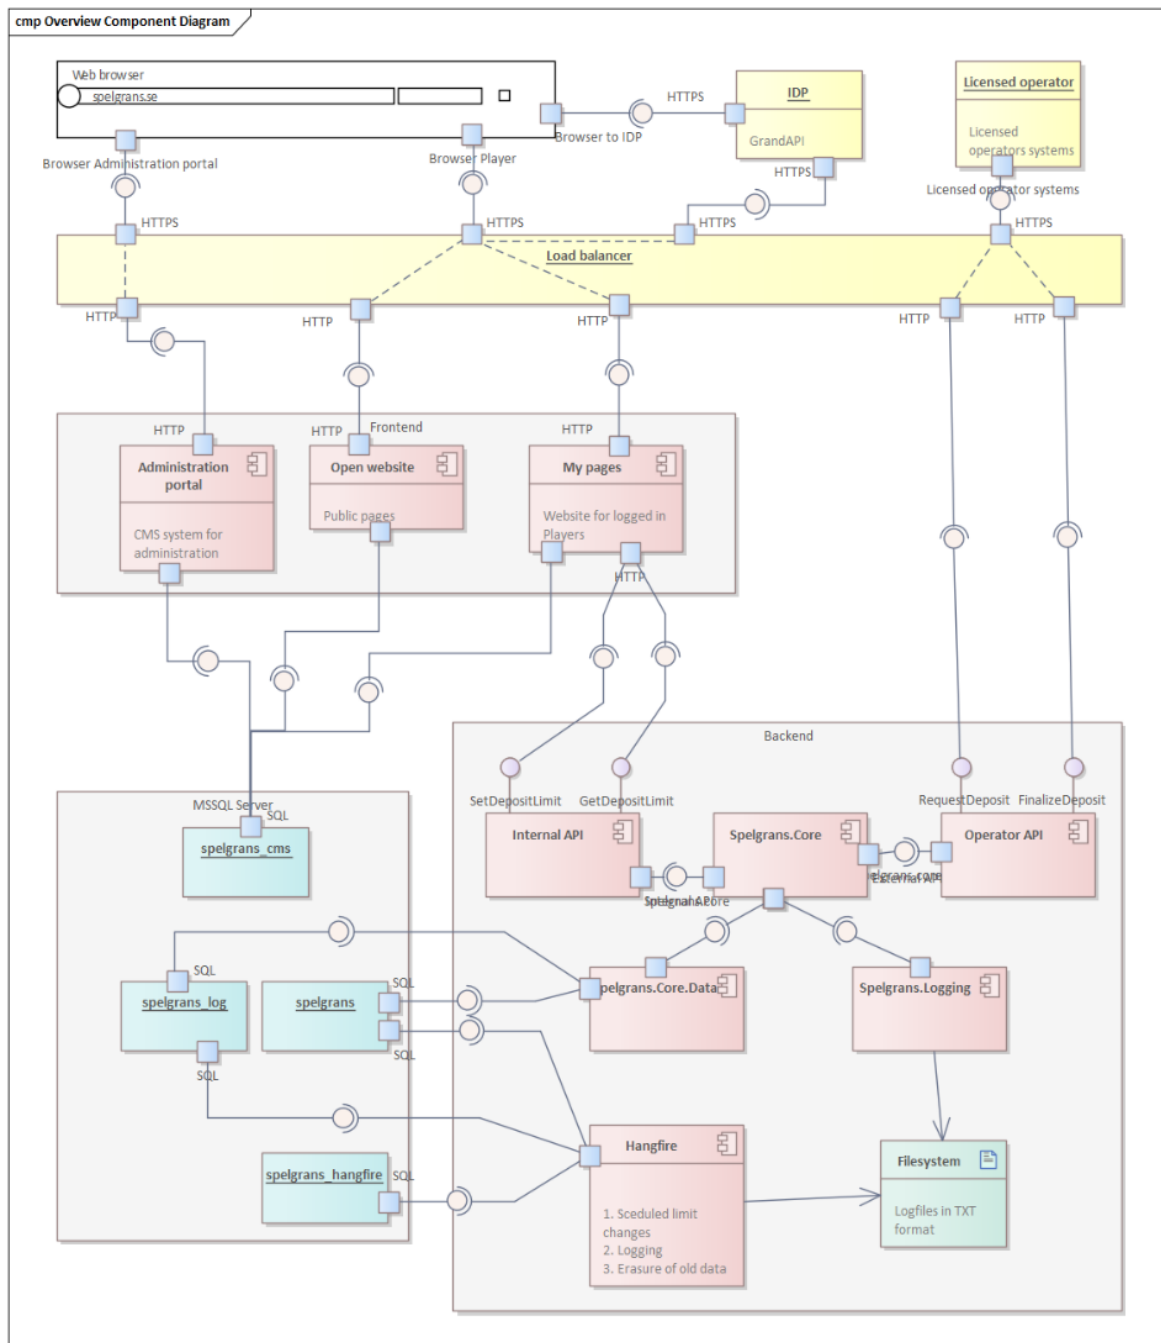 cmp Overview Component Diagram
Web browser
spelgrans.se
HTTPS
IDP
GrandAPI
Licensed operator
Licensed
operators systems
Browser to IDP
Browser Administration portal
Browser Player
HTTPS
Licensed operator systems
HTTPS
HTTPS
HTTPS
HTTPS
Load balancer
HTTP
HTTP
HTTP
HTTP
HTTP
HTTP
HTTP
Frontend
HTTP
Administration
portal
CMS system for
administration
Open website
Public pages
My pages
Website for logged in
Players
HTTP
Backend
SetDepositLimit
GetDepositLimit
RequestDeposit
FinalizeDeposit
MSSQL Server
SQL
spelgrans_cms
Internal API
Spelgrans.Core
Operator API
External API
SQL
spelgrans_log
SQL
spelgrans
SQL
SQL
pelgrans.Core.Data
Spelgrans.Logging
SQL
spelgrans_hangfire
Hangfire
1. Sceduled limit
changes
2. Logging
3. Erasure of old data
Filesystem
Logfiles in TXT
format